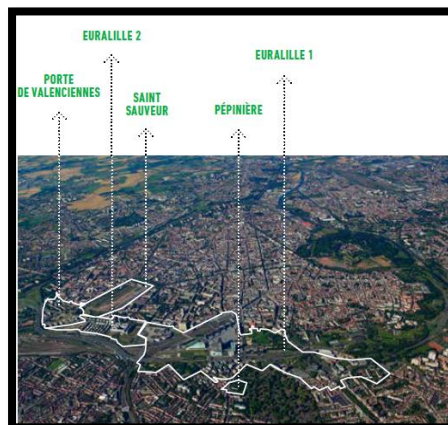 EURALILLE 2
EURALILLE 1
PORTE
DE VALENCIENNES
SAINT
SAUVEUR
PÉPINIÈRE